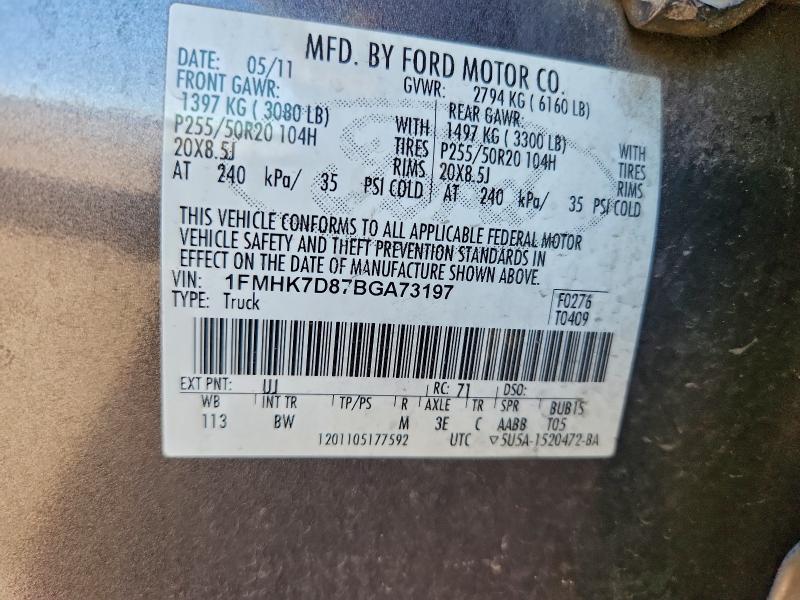 MFD. BY FORD MOTOR CO.
DATE: 05/11 GVWR: 2794 KG ( 6160 LB)
FRONT GAWR: REAR GAWR:
1397 KG ( 3080 LB) WITH 1497 KG ( 3300 LB) WITH
P255/50R20 104H TIRES P255/50R20 104H TIRES
20X8.5J RIMS 20X8.5J RIMS
AT 240 kPa/ 35 PSI COLD AT 240 kPa/ 35 PSI COLD
THIS VEHICLE CONFORMS TO ALL APPLICABLE FEDERAL MOTOR
VEHICLE SAFETY AND THEFT PREVENTION STANDARDS IN
EFFECT ON THE DATE OF MANUFACTURE SHOWN ABOVE.
VIN: 1FMHK7D87BGA73197 F0276
TYPE: Truck T0409
EXT PNT: UJ RC: 71 DSO:
WB INT TR TP/PS R AXLE TR SPR BUB15
113 BW M 3E C AABB T05
1201105177592 UTC ▽5U5A-1520472-BA